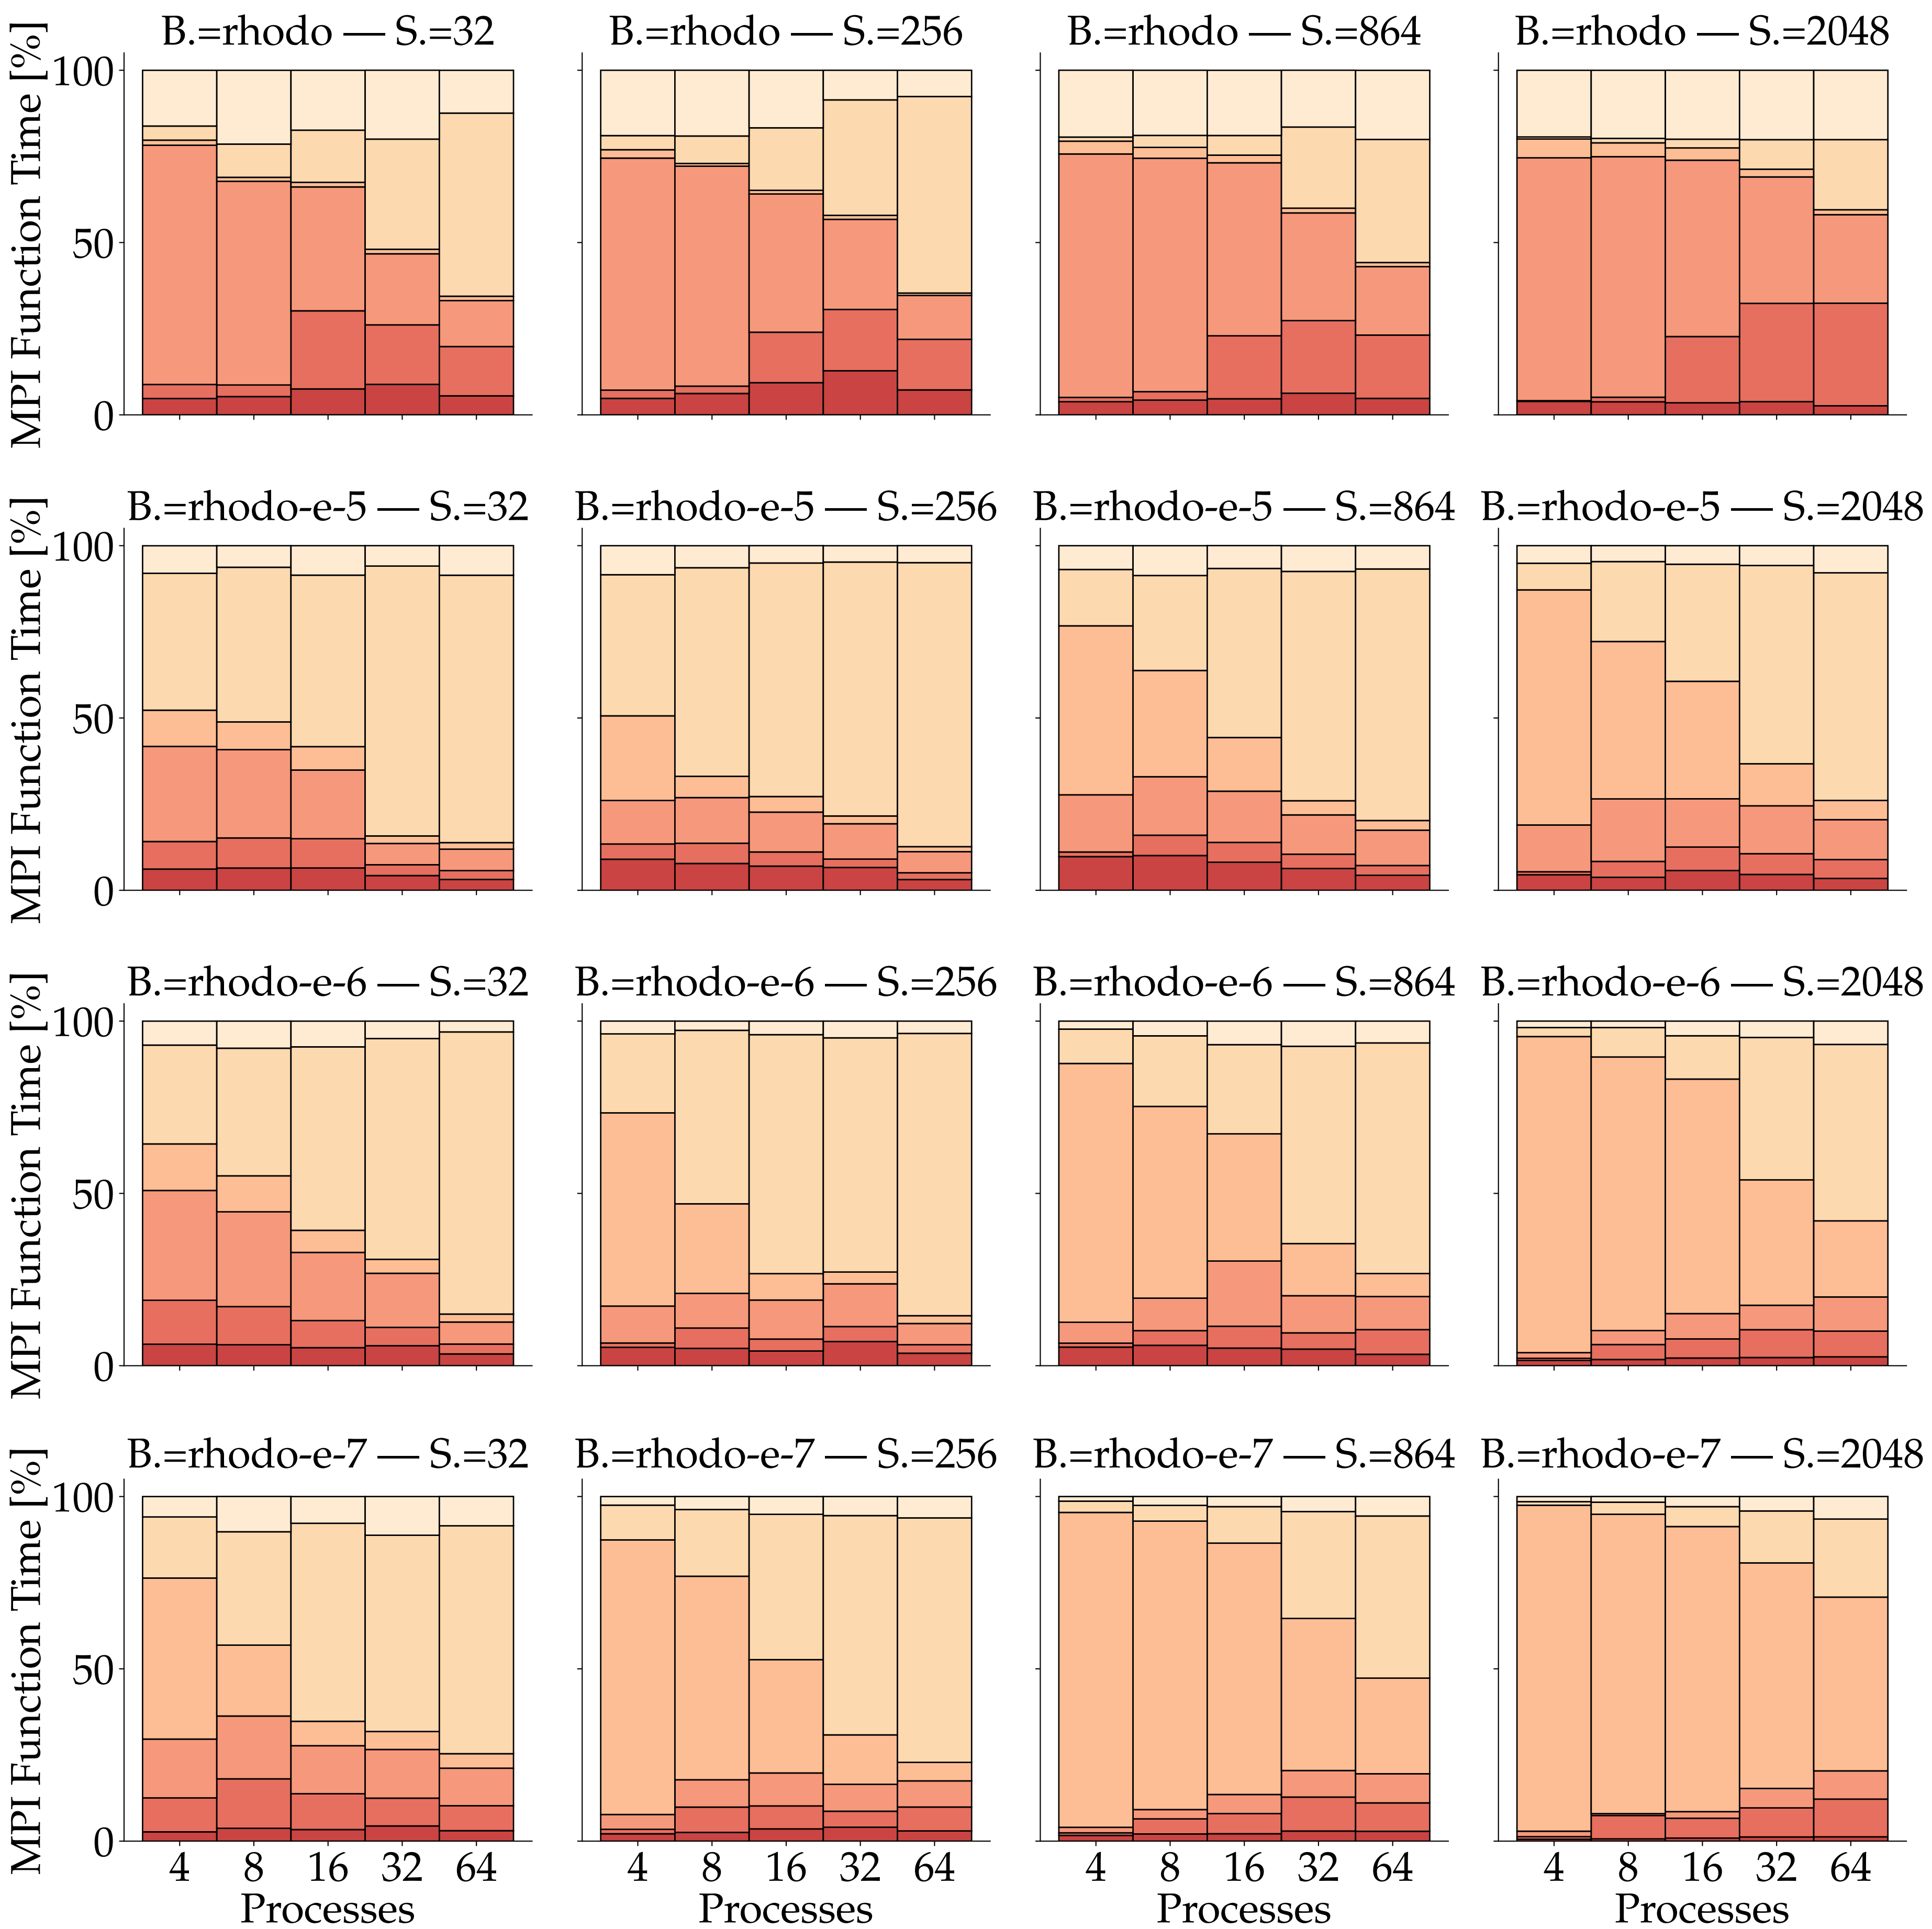 B.=rhodo — S.=32
B.=rhodo — S.=256
B.=rhodo — S.=864
B.=rhodo — S.=2048
MPI Function Time [%]
100
50
0
B.=rhodo-e-5 — S.=32
B.=rhodo-e-5 — S.=256
B.=rhodo-e-5 — S.=864
B.=rhodo-e-5 — S.=2048
MPI Function Time [%]
100
50
0
B.=rhodo-e-6 — S.=32
B.=rhodo-e-6 — S.=256
B.=rhodo-e-6 — S.=864
B.=rhodo-e-6 — S.=2048
MPI Function Time [%]
100
50
0
B.=rhodo-e-7 — S.=32
B.=rhodo-e-7 — S.=256
B.=rhodo-e-7 — S.=864
B.=rhodo-e-7 — S.=2048
MPI Function Time [%]
100
50
0
4 8 16 32 64
4 8 16 32 64
4 8 16 32 64
4 8 16 32 64
Processes
Processes
Processes
Processes